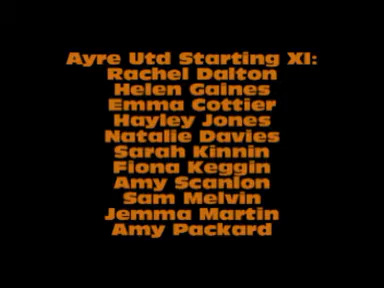 Ayre Utd Starting XI:
Rachel Dalton
Helen Gaines
Emma Cottier
Hayley Jones
Natalie Davies
Sarah Kinnin
Fiona Keggin
Amy Scanlon
Sam Melvin
Jemma Martin
Amy Packard